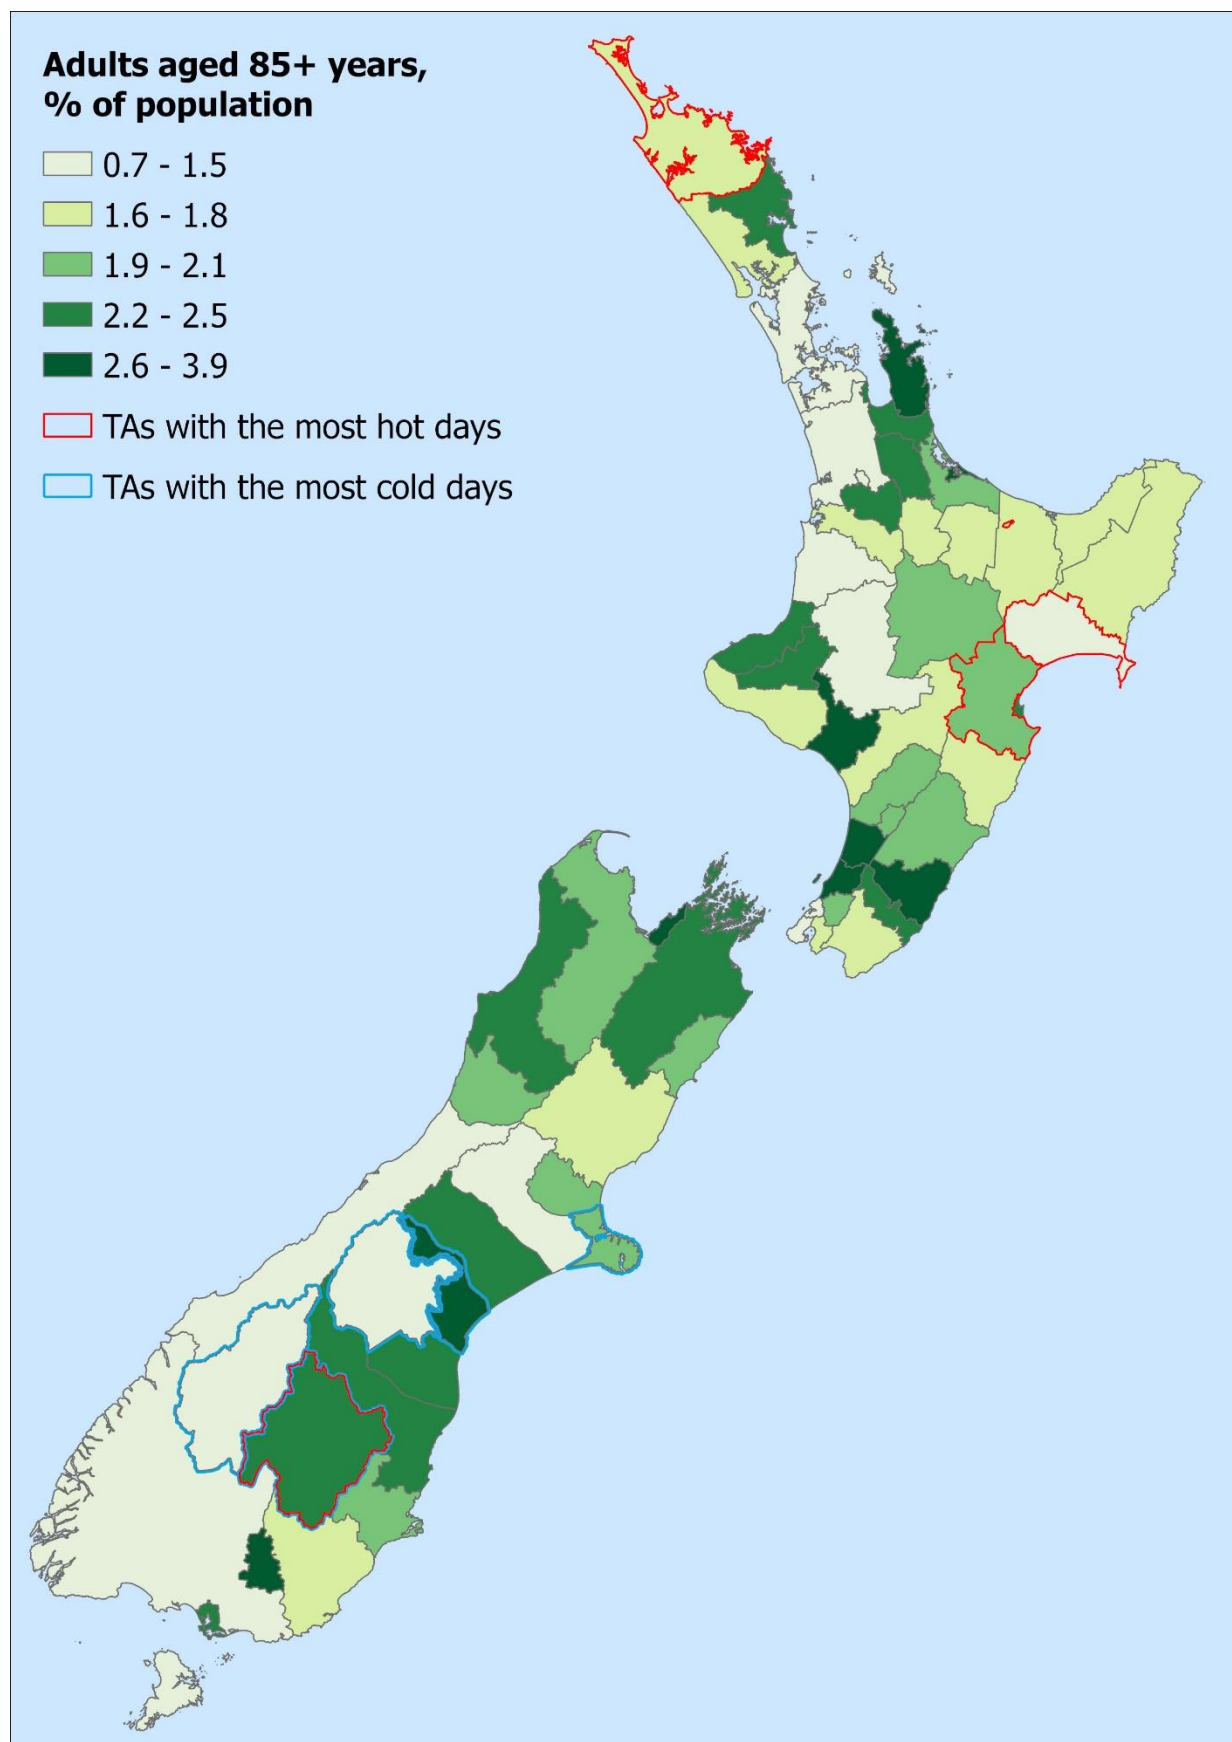 Adults aged 85+ years,
% of population
0.7 - 1.5
1.6 - 1.8
1.9 - 2.1
2.2 - 2.5
2.6 - 3.9
TAs with the most hot days
TAs with the most cold days